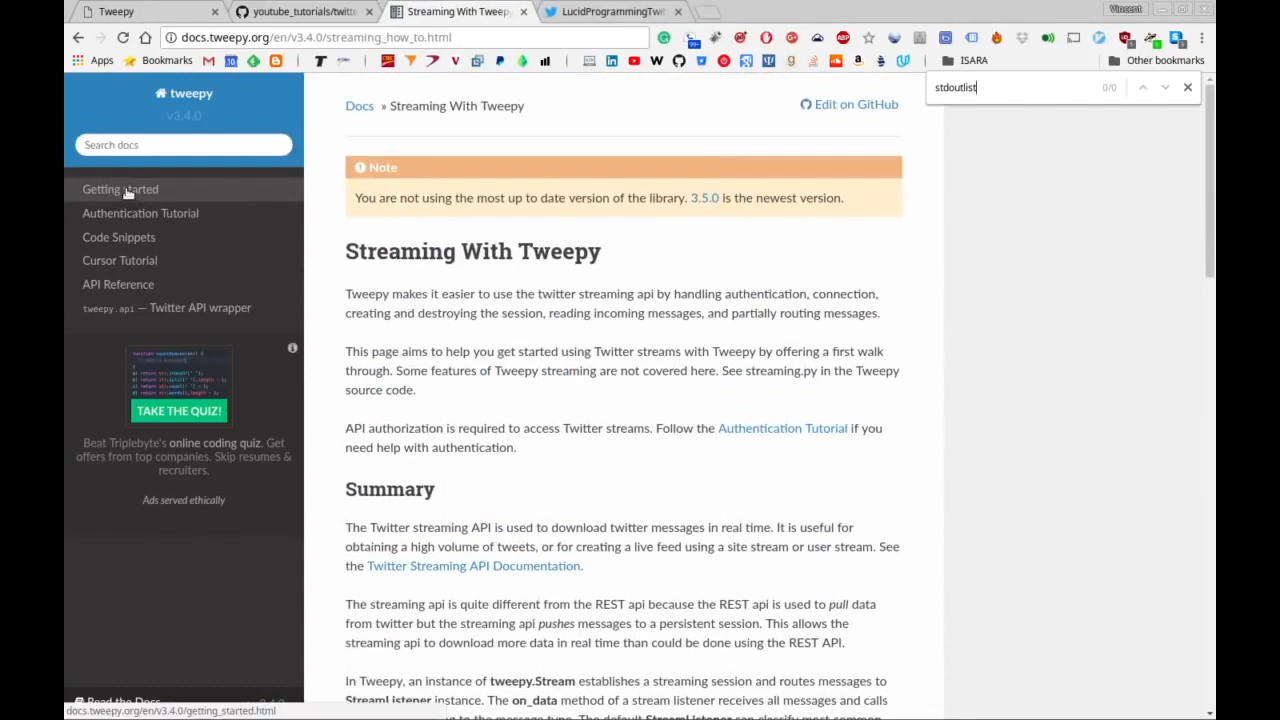 Tweepy
youtube_tutorials/twitte
Streaming With Tweepy
LucidProgrammingTwit
Vincent
docs.tweepy.org/en/v3.4.0/streaming_how_to.html
Apps
Bookmarks
ISARA
Other bookmarks
stdoutlist
0/0
tweepy
v3.4.0
Search docs
Getting started
Authentication Tutorial
Code Snippets
Cursor Tutorial
API Reference
tweepy.api — Twitter API wrapper
TAKE THE QUIZ!
Beat Triplebyte's online coding quiz. Get
offers from top companies. Skip resumes &
recruiters.
Ads served ethically
Read the Docs
docs.tweepy.org/en/v3.4.0/getting_started.html
Docs » Streaming With Tweepy
Edit on GitHub
Note
You are not using the most up to date version of the library. 3.5.0 is the newest version.
Streaming With Tweepy
Tweepy makes it easier to use the twitter streaming api by handling authentication, connection,
creating and destroying the session, reading incoming messages, and partially routing messages.
This page aims to help you get started using Twitter streams with Tweepy by offering a first walk
through. Some features of Tweepy streaming are not covered here. See streaming.py in the Tweepy
source code.
API authorization is required to access Twitter streams. Follow the Authentication Tutorial if you
need help with authentication.
Summary
The Twitter streaming API is used to download twitter messages in real time. It is useful for
obtaining a high volume of tweets, or for creating a live feed using a site stream or user stream. See
the Twitter Streaming API Documentation.
The streaming api is quite different from the REST api because the REST api is used to pull data
from twitter but the streaming api pushes messages to a persistent session. This allows the
streaming api to download more data in real time than could be done using the REST API.
In Tweepy, an instance of tweepy.Stream establishes a streaming session and routes messages to
StreamListener instance. The on_data method of a stream listener receives all messages and calls